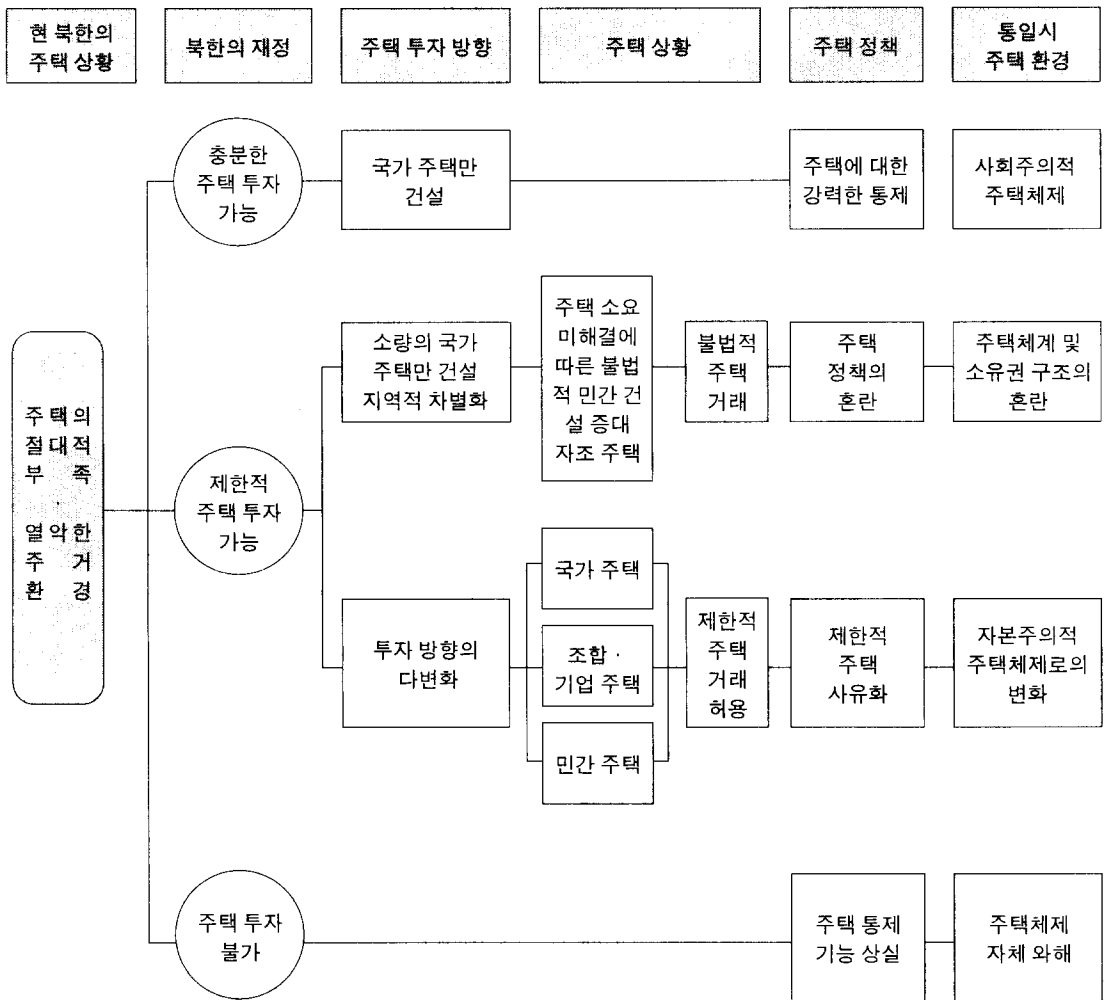 현 북한의
주택 상황
북한의 재정
주택 투자 방향
주택 상황
주택 정책
통일시
주택 환경
충분한
주택 투자
가능
국가 주택만
건설
주택에 대한
강력한 통제
사회주의적
주택체제
주택의
절대적
부족
·
열악한
주거
환경
제한적
주택 투자
가능
소량의 국가
주택만 건설
지역적 차별화
주택 소요
미해결에
따른 불법
적 민간 건
설 증대
자조 주택
불법적
주택
거래
주택
정책의
혼란
주택체계 및
소유권 구조의
혼란
투자 방향의
다변화
국가 주택
조합 ·
기업 주택
민간 주택
제한적
주택
거래
허용
제한적
주택
사유화
자본주의적
주택체제로의
변화
주택 투자
불가
주택 통제
기능 상실
주택체제
자체 와해